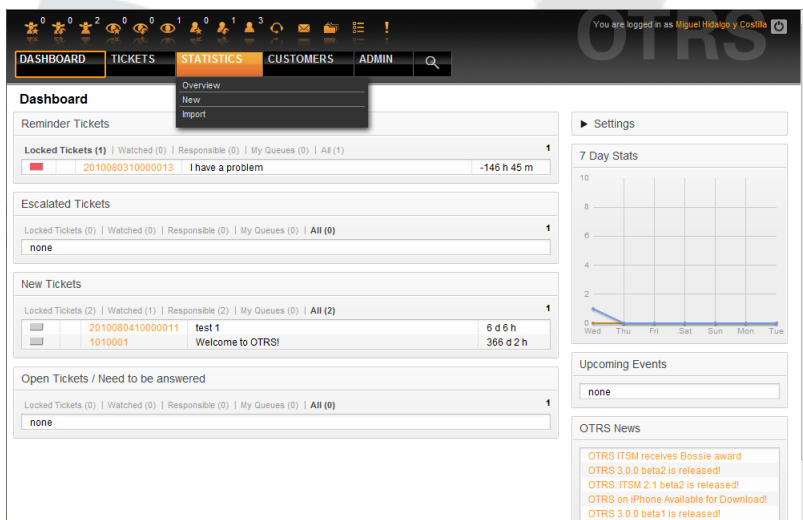 0 0 2 0 0 1 0 1 3
You are logged in as Miguel Hidalgo y Costilla
OTRS
DASHBOARD TICKETS STATISTICS CUSTOMERS ADMIN
Overview
New
Import
Dashboard
Reminder Tickets
Locked Tickets (1) | Watched (0) | Responsible (0) | My Queues (0) | All (1) 1
2010080310000013 I have a problem -146 h 45 m
Escalated Tickets
Locked Tickets (0) | Watched (0) | Responsible (0) | My Queues (0) | All (0) 1
none
New Tickets
Locked Tickets (2) | Watched (1) | Responsible (2) | My Queues (0) | All (2) 1
2010080410000011 test 1 6 d 6 h
1010001 Welcome to OTRS! 366 d 2 h
Open Tickets / Need to be answered
Locked Tickets (0) | Watched (0) | Responsible (0) | My Queues (0) | All (0) 1
none
► Settings
7 Day Stats
10
8
6
4
2
0
Wed Thu Fri Sat Sun Mon Tue
Upcoming Events
none
OTRS News
OTRS ITSM receives Bossie award
OTRS 3.0.0 beta2 is released!
OTRS::ITSM 2.1 beta2 is released!
OTRS on iPhone Available for Download!
OTRS 3.0.0 beta1 is released!